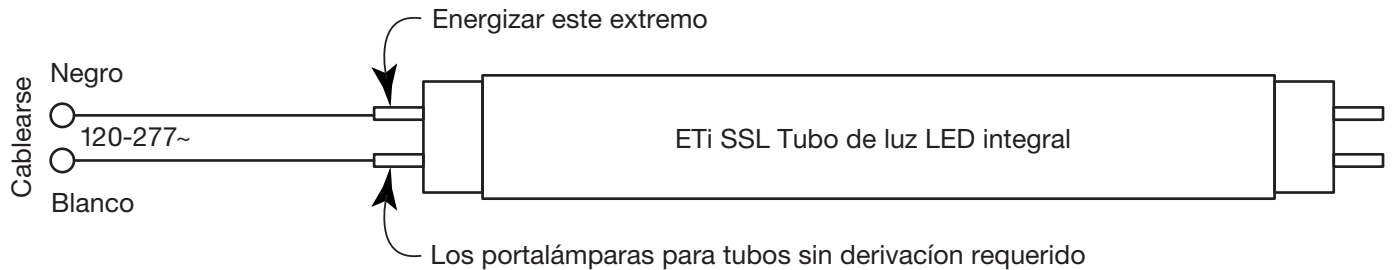 Energizar este extremo
Negro
Cablearse
120-277~
ETi SSL Tubo de luz LED integral
Blanco
Los portalámparas para tubos sin derivacíon requerido